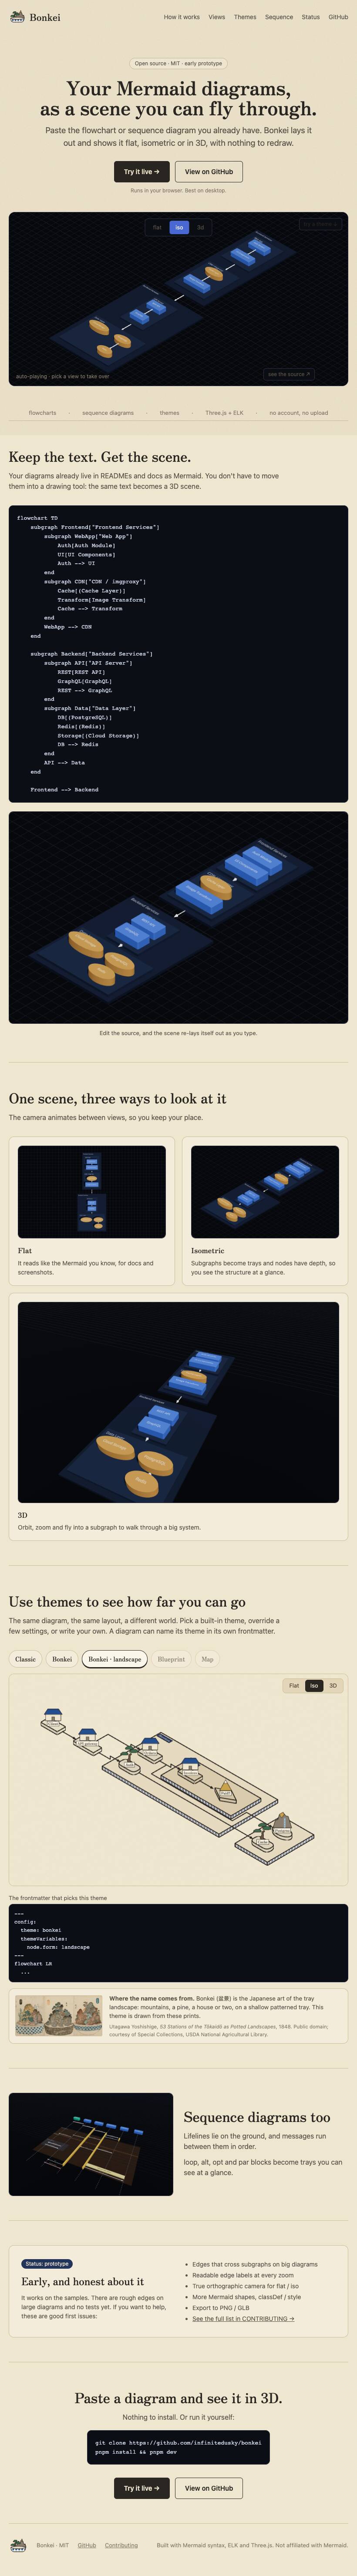 Bonkei
How it works Views Themes Sequence Status GitHub
Open source · MIT · early prototype
Your Mermaid diagrams,
as a scene you can fly through.
Paste the flowchart or sequence diagram you already have. Bonkei lays it
out and shows it flat, isometric or in 3D, with nothing to redraw.
Try it live →
View on GitHub
Runs in your browser. Best on desktop.
flat iso 3d
auto-playing · pick a view to take over
see the source ↗
flowcharts · sequence diagrams · themes · Three.js + ELK · no account, no upload
Keep the text. Get the scene.
Your diagrams already live in READMEs and docs as Mermaid. You don't have to move
them into a drawing tool: the same text becomes a 3D scene.
flowchart TD
subgraph Frontend["Frontend Services"]
subgraph WebApp["Web App"]
Auth[Auth Module]
UI[UI Components]
Auth --> UI
end
subgraph CDN["CDN / imgproxy"]
Cache[(Cache Layer)]
Transform[Image Transform]
Cache --> Transform
end
WebApp --> CDN
end
subgraph Backend["Backend Services"]
subgraph API["API Server"]
REST[REST API]
GraphQL[GraphQL]
REST --> GraphQL
end
subgraph Data["Data Layer"]
DB[(PostgreSQL)]
Redis[(Redis)]
Storage[(Cloud Storage)]
DB --> Redis
end
API --> Data
end
Frontend --> Backend
Edit the source, and the scene re-lays itself out as you type.
One scene, three ways to look at it
The camera animates between views, so you keep your place.
Flat
It reads like the Mermaid you know, for docs and
screenshots.
Isometric
Subgraphs become trays and nodes have depth, so
you see the structure at a glance.
3D
Orbit, zoom and fly into a subgraph to walk through a big system.
Use themes to see how far you can go
The same diagram, the same layout, a different world. Pick a built-in theme, override a
few settings, or write your own. A diagram can name its theme in its own frontmatter.
Classic Bonkei Bonkei · landscape Blueprint Map
Flat Iso 3D
The frontmatter that picks this theme
---
config:
theme: bonkei
themeVariables:
node.form: landscape
---
flowchart LR
...
Where the name comes from. Bonkei (盆景) is the Japanese art of the tray
landscape: mountains, a pine, a house or two, on a shallow patterned tray. This
theme is drawn from these prints.
Utagawa Yoshishige, 53 Stations of the Tōkaidō as Potted Landscapes, 1848. Public domain;
courtesy of Special Collections, USDA National Agricultural Library.
Sequence diagrams too
Lifelines lie on the ground, and messages run
between them in order.
loop, alt, opt and par blocks become trays you can
see at a glance.
Status: prototype
Early, and honest about it
It works on the samples. There are rough edges on
large diagrams and no tests yet. If you want to help,
these are good first issues:
• Edges that cross subgraphs on big diagrams
• Readable edge labels at every zoom
• True orthographic camera for flat / iso
• More Mermaid shapes, classDef / style
• Export to PNG / GLB
• See the full list in CONTRIBUTING →
Paste a diagram and see it in 3D.
Nothing to install. Or run it yourself:
git clone https://github.com/infinitedusky/bonkei
pnpm install && pnpm dev
Try it live →
View on GitHub
Bonkei · MIT GitHub Contributing
Built with Mermaid syntax, ELK and Three.js. Not affiliated with Mermaid.